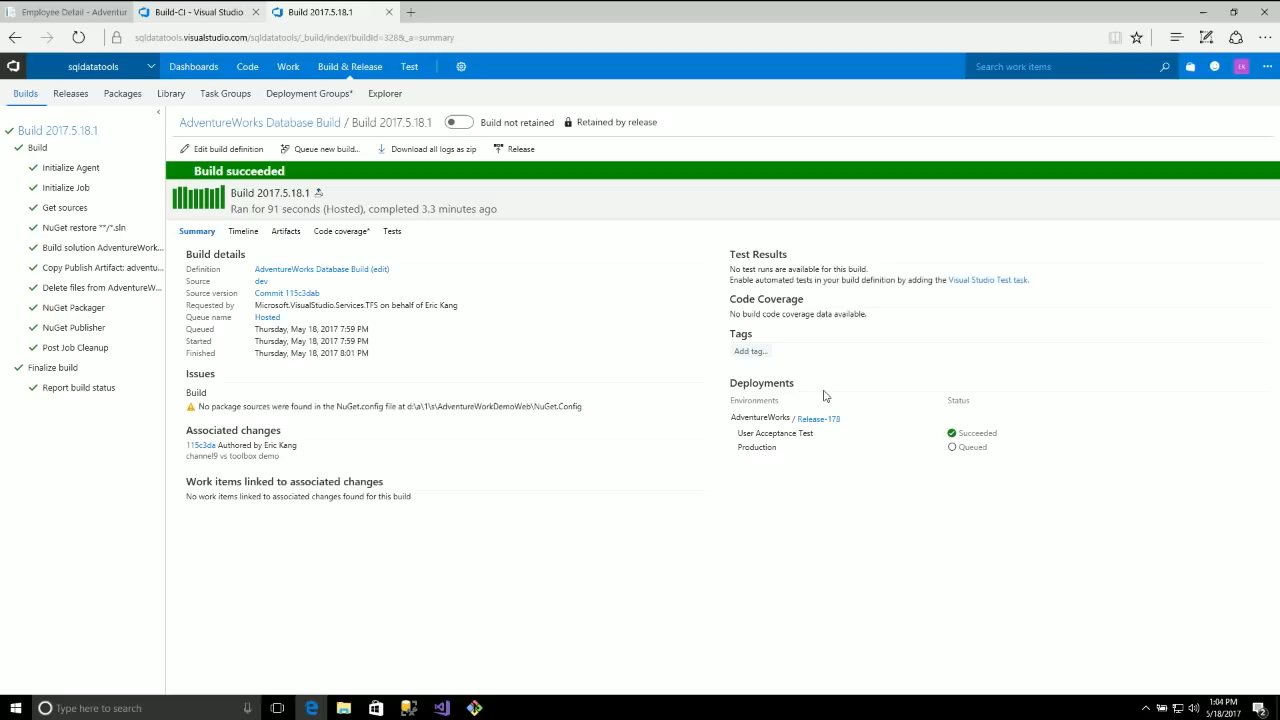 Employee Detail - Adventur
Build-CI - Visual Studio
Build 2017.5.18.1
sqldatatools.visualstudio.com/sqldatatools/_build/index?buildId=328&_a=summary
sqldatatools
Dashboards
Code
Work
Build & Release
Test
Search work items
EK
Builds
Releases
Packages
Library
Task Groups
Deployment Groups*
Explorer
Build 2017.5.18.1
Build
Initialize Agent
Initialize Job
Get sources
NuGet restore **/*.sln
Build solution AdventureWork...
Copy Publish Artifact: adventu...
Delete files from AdventureW...
NuGet Packager
NuGet Publisher
Post Job Cleanup
Finalize build
Report build status
AdventureWorks Database Build / Build 2017.5.18.1
Build not retained
Retained by release
Edit build definition
Queue new build...
Download all logs as zip
Release
Build succeeded
Build 2017.5.18.1
Ran for 91 seconds (Hosted), completed 3.3 minutes ago
Summary
Timeline
Artifacts
Code coverage*
Tests
Build details
Definition AdventureWorks Database Build (edit)
Source dev
Source version Commit 115c3dab
Requested by Microsoft.VisualStudio.Services.TFS on behalf of Eric Kang
Queue name Hosted
Queued Thursday, May 18, 2017 7:59 PM
Started Thursday, May 18, 2017 7:59 PM
Finished Thursday, May 18, 2017 8:01 PM
Issues
Build
No package sources were found in the NuGet.config file at d:\a\1\s\AdventureWorkDemoWeb\NuGet.Config
Associated changes
115c3da Authored by Eric Kang
channel9 vs toolbox demo
Work items linked to associated changes
No work items linked to associated changes found for this build
Test Results
No test runs are available for this build.
Enable automated tests in your build definition by adding the Visual Studio Test task.
Code Coverage
No build code coverage data available.
Tags
Add tag...
Deployments
Environments Status
AdventureWorks / Release-178
User Acceptance Test Succeeded
Production Queued
Type here to search
1:04 PM
5/18/2017
2